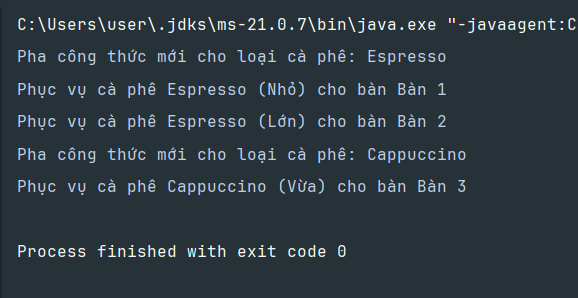 C:\Users\user\.jdks\ms-21.0.7\bin\java.exe "-javaagent:C
Pha công thức mới cho loại cà phê: Espresso
Phục vụ cà phê Espresso (Nhỏ) cho bàn Bàn 1
Phục vụ cà phê Espresso (Lớn) cho bàn Bàn 2
Pha công thức mới cho loại cà phê: Cappuccino
Phục vụ cà phê Cappuccino (Vừa) cho bàn Bàn 3
Process finished with exit code 0